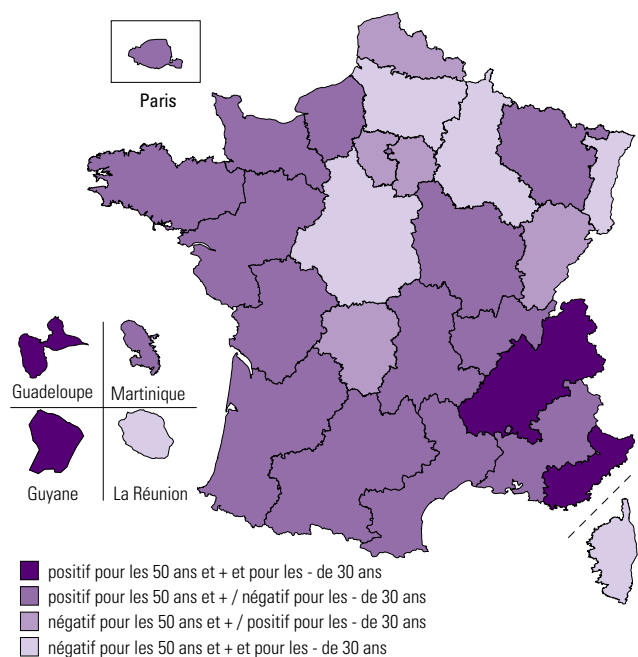 Paris
Guadeloupe
Martinique
Guyane
La Réunion
positif pour les 50 ans et + et pour les - de 30 ans
positif pour les 50 ans et + / négatif pour les - de 30 ans
négatif pour les 50 ans et + / positif pour les - de 30 ans
négatif pour les 50 ans et + et pour les - de 30 ans